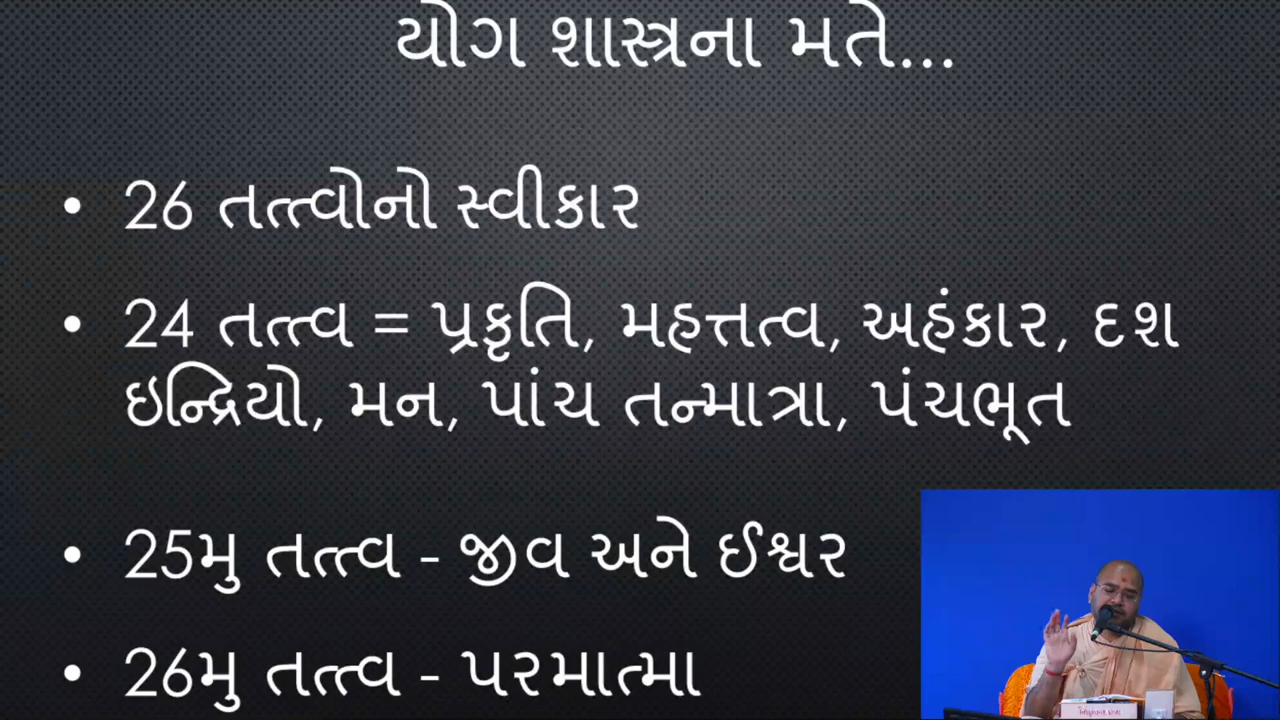 યોગ શાસ્ત્રના મતે...
• 26 તત્ત્વોનો સ્વીકાર
• 24 તત્ત્વ = પ્રકૃતિ, મહત્તત્વ, અહંકાર, દશ
ઇન્દ્રિયો, મન, પાંચ તન્માત્રા, પંચભૂત
• 25મુ તત્ત્વ - જીવ અને ઈશ્વર
• 26મુ તત્ત્વ - પરમાત્મા